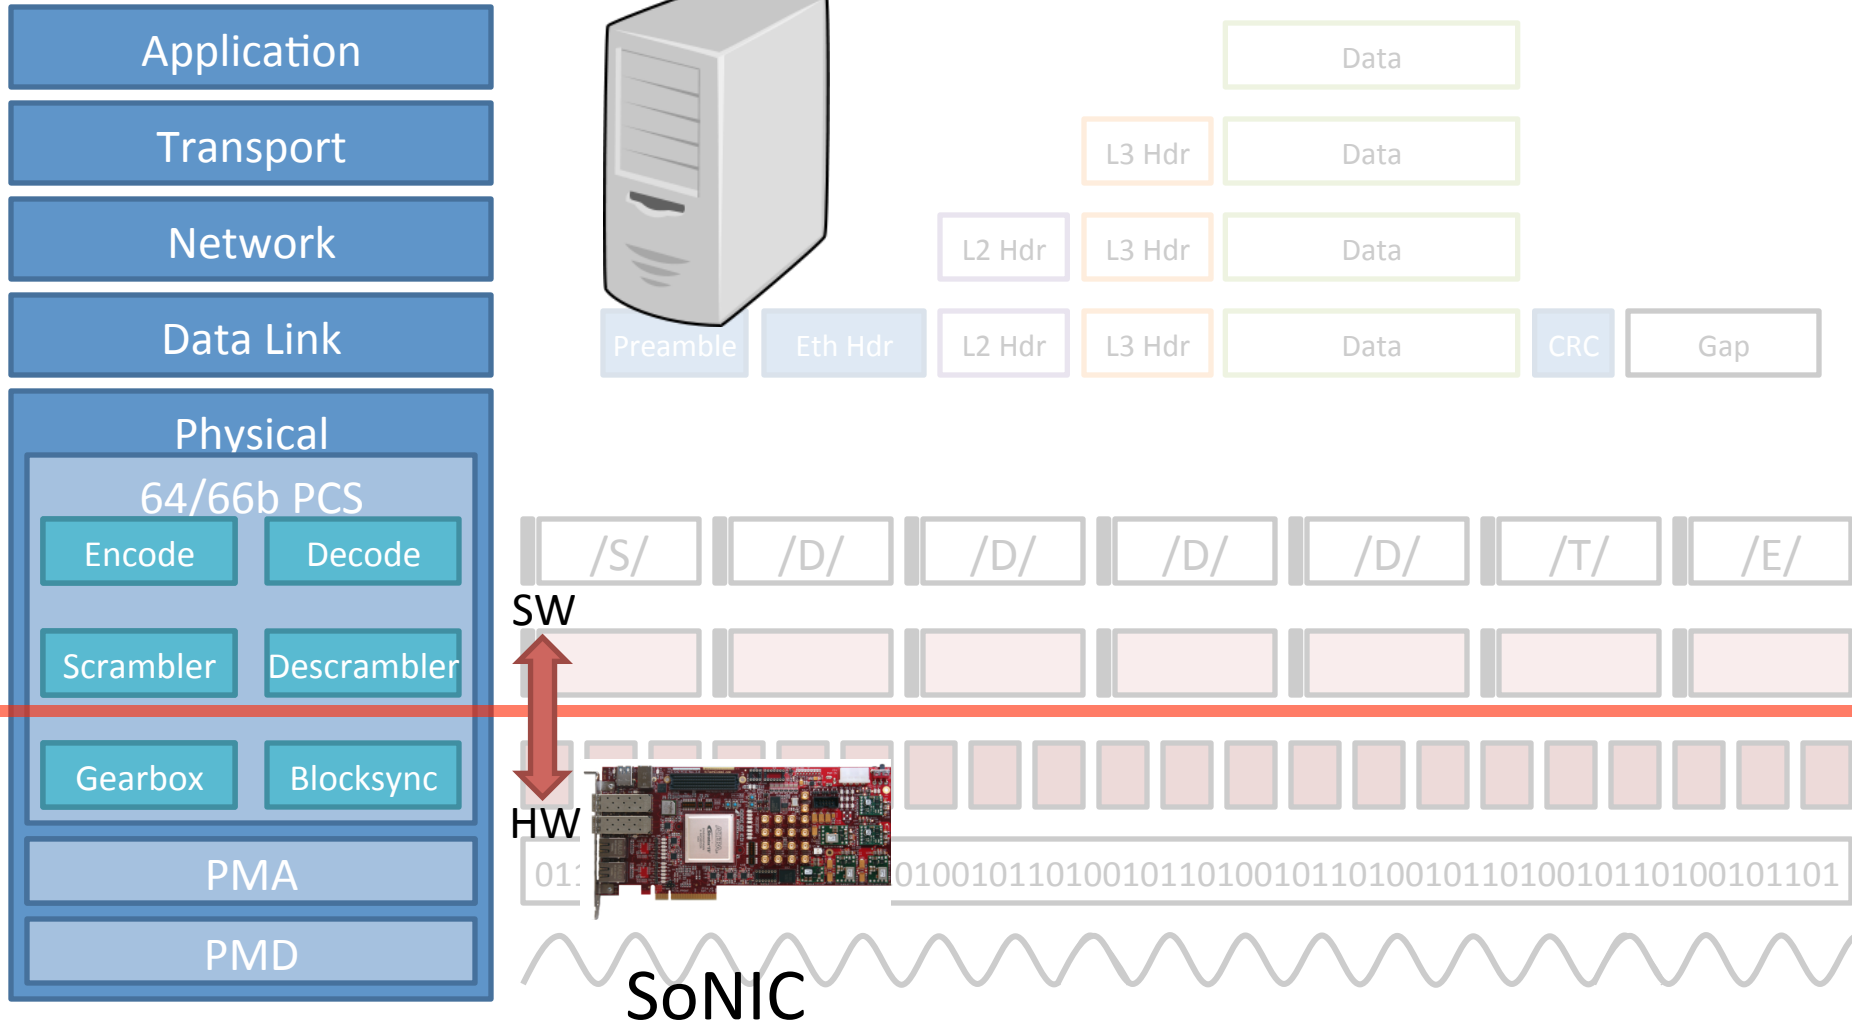 Application
Data
Transport
L3 Hdr Data
Network
L2 Hdr L3 Hdr Data
Data Link
Preamble Eth Hdr L2 Hdr L3 Hdr Data CRC Gap
Physical
64/66b PCS
Encode Decode
/S/ /D/ /D/ /D/ /D/ /T/ /E/
SW
Scrambler Descrambler
Gearbox Blocksync
HW
PMA
011 0100101101001011010010110100101101001011010010110100101101
PMD
SoNIC